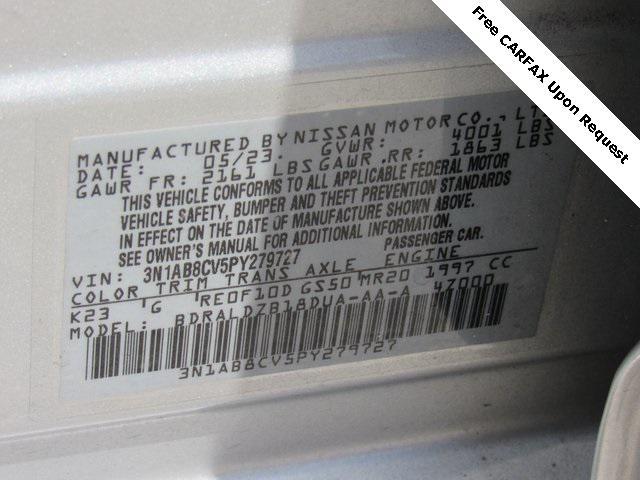 Free CARFAX Upon Request
MANUFACTURED BY NISSAN MOTOR CO., LTD
DATE: 05/23. GVWR: 4001 LBS
GAWR FR: 2161 LBS GAWR RR: 1863 LBS
THIS VEHICLE CONFORMS TO ALL APPLICABLE FEDERAL MOTOR
VEHICLE SAFETY, BUMPER AND THEFT PREVENTION STANDARDS
IN EFFECT ON THE DATE OF MANUFACTURE SHOWN ABOVE.
SEE OWNER'S MANUAL FOR ADDITIONAL INFORMATION.
VIN: 3N1AB8CV5PY279727 PASSENGER CAR.
COLOR TRIM TRANS AXLE ENGINE
K23 'G 'RE0F10D GS50 MR20 1997 CC
MODEL: BDRALDZB18DUA-AA-A 47000
3N1AB8CV5PY279727